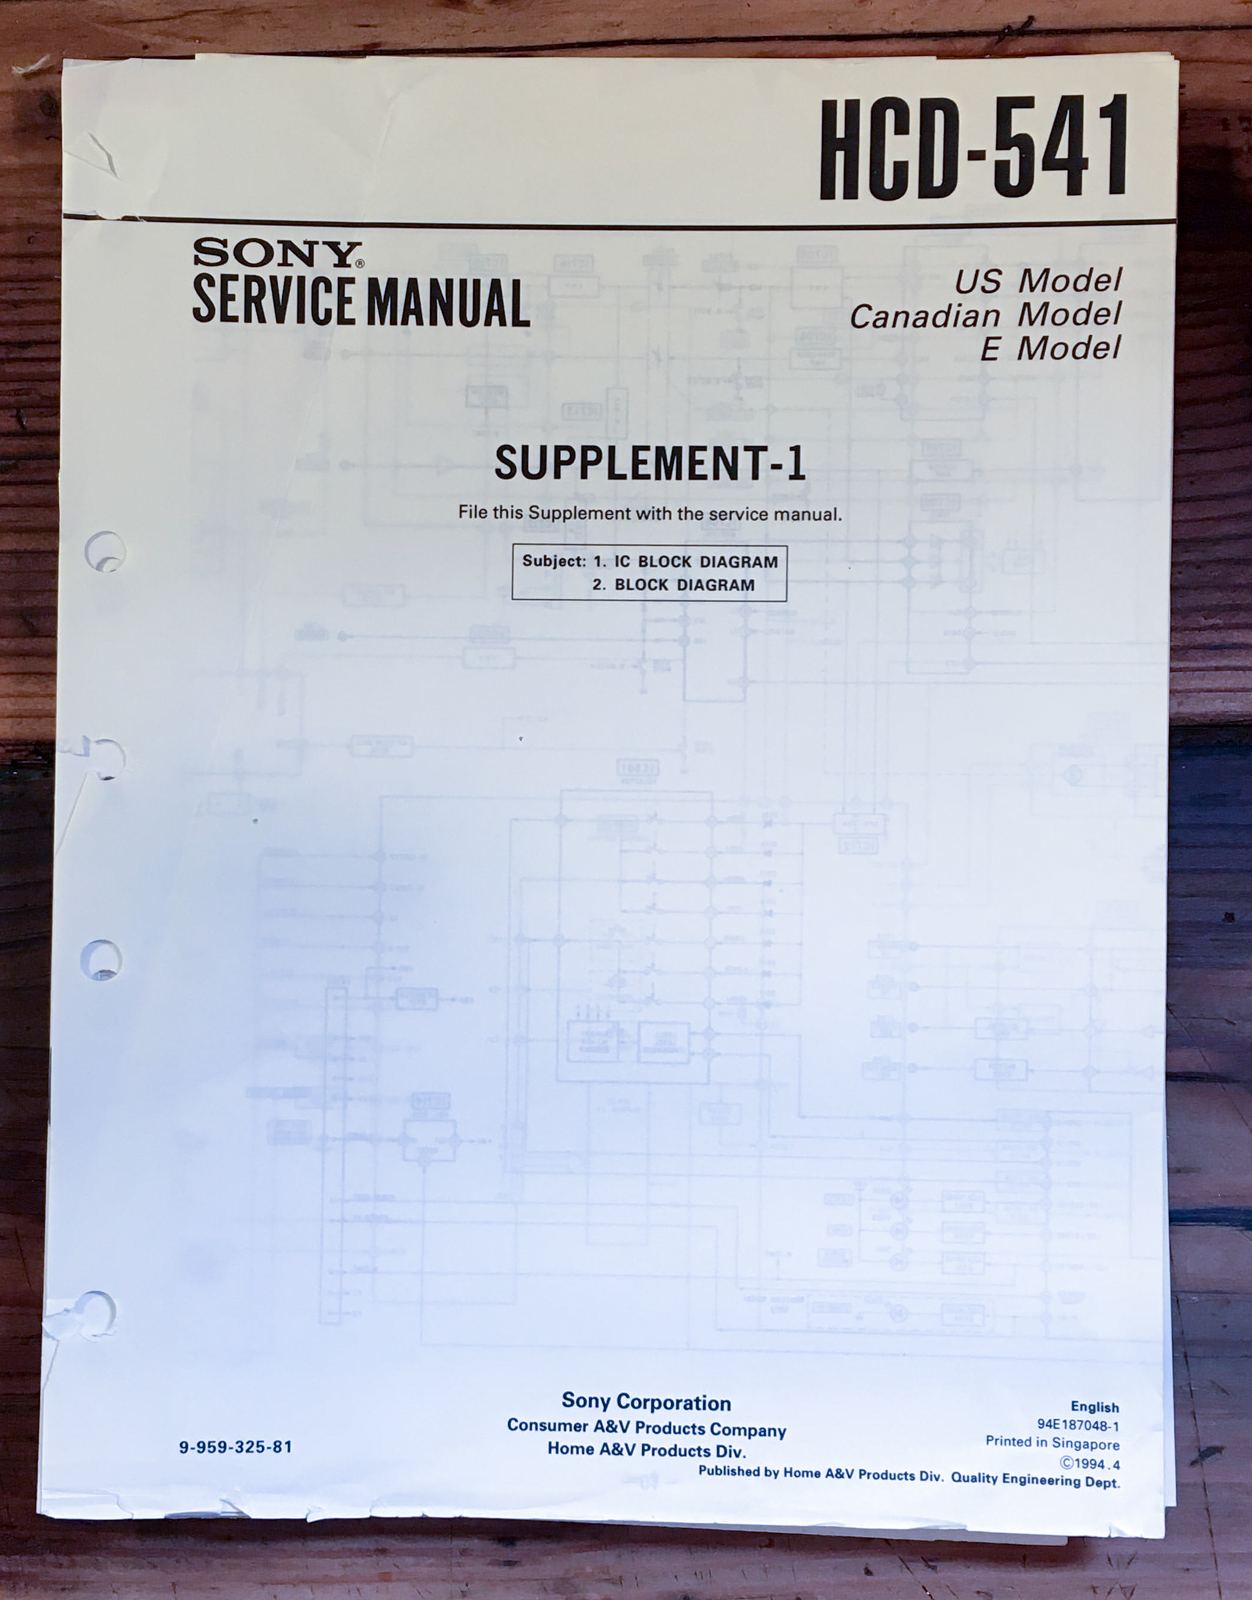 HCD-541
SONY®
SERVICE MANUAL
US Model
Canadian Model
E Model
SUPPLEMENT-1
File this Supplement with the service manual.
Subject: 1. IC BLOCK DIAGRAM
2. BLOCK DIAGRAM
Sony Corporation
Consumer A&V Products Company
Home A&V Products Div.
9-959-325-81
English
94E187048-1
Printed in Singapore
©1994.4
Published by Home A&V Products Div. Quality Engineering Dept.